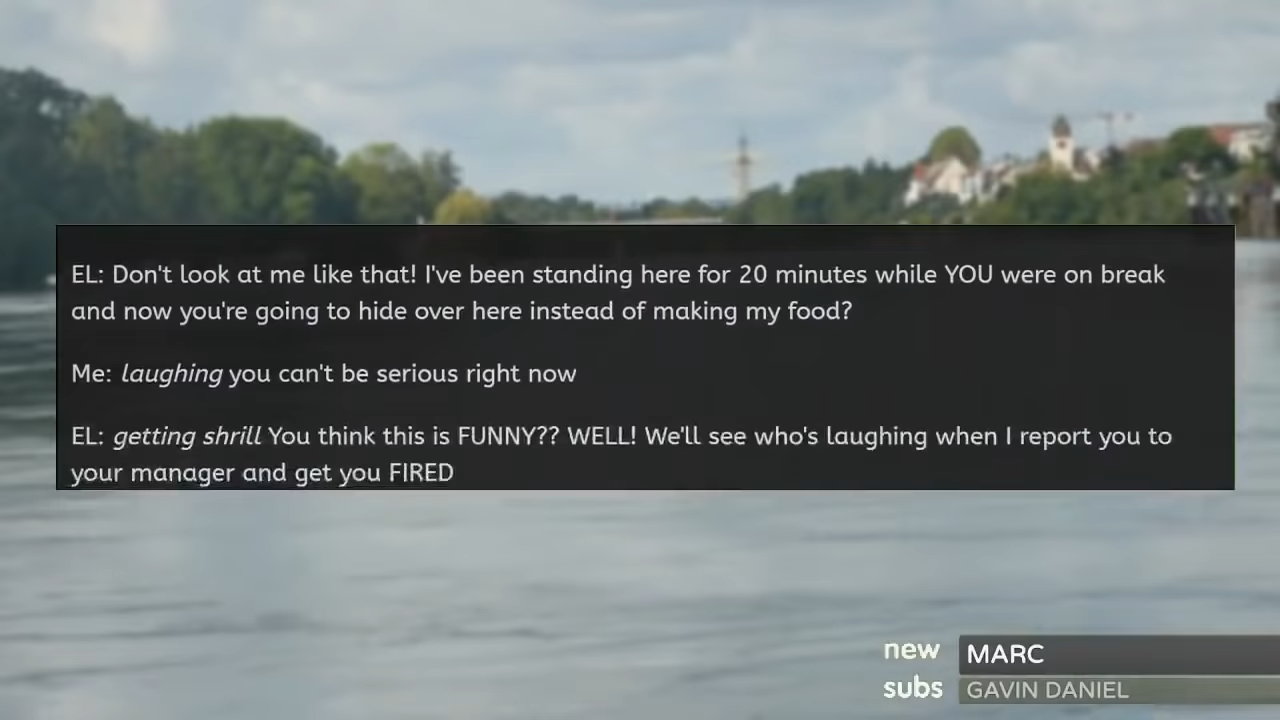 EL: Don't look at me like that! I've been standing here for 20 minutes while YOU were on break
and now you're going to hide over here instead of making my food?
Me: laughing you can't be serious right now
EL: getting shrill You think this is FUNNY?? WELL! We'll see who's laughing when I report you to
your manager and get you FIRED
new MARC
subs GAVIN DANIEL